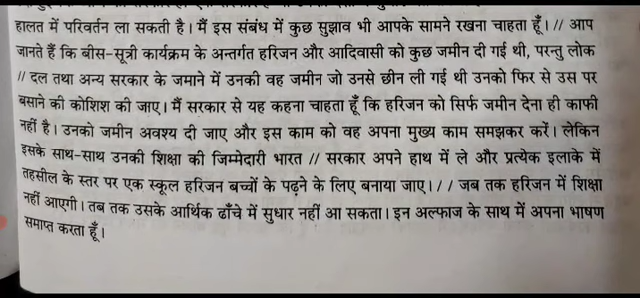 हालत में परिवर्तन ला सकती है। मैं इस संबंध में कुछ सुझाव भी आपके सामने रखना चाहता हूँ। // आप
जानते हैं कि बीस-सूत्री कार्यक्रम के अन्तर्गत हरिजन और आदिवासी को कुछ जमीन दी गई थी, परन्तु लोक
// दल तथा अन्य सरकार के जमाने में उनकी वह जमीन जो उनसे छीन ली गई थी उनको फिर से उस पर
बसाने की कोशिश की जाए। मैं सरकार से यह कहना चाहता हूँ कि हरिजन को सिर्फ जमीन देना ही काफी
नहीं है। उनको जमीन अवश्य दी जाए और इस काम को वह अपना मुख्य काम समझकर करें। लेकिन
इसके साथ-साथ उनकी शिक्षा की जिम्मेदारी भारत // सरकार अपने हाथ में ले और प्रत्येक इलाके में
तहसील के स्तर पर एक स्कूल हरिजन बच्चों के पढ़ने के लिए बनाया जाए। / / जब तक हरिजन में शिक्षा
नहीं आएगी। तब तक उसके आर्थिक ढाँचे में सुधार नहीं आ सकता। इन अल्फाज के साथ में अपना भाषण
समाप्त करता हूँ।